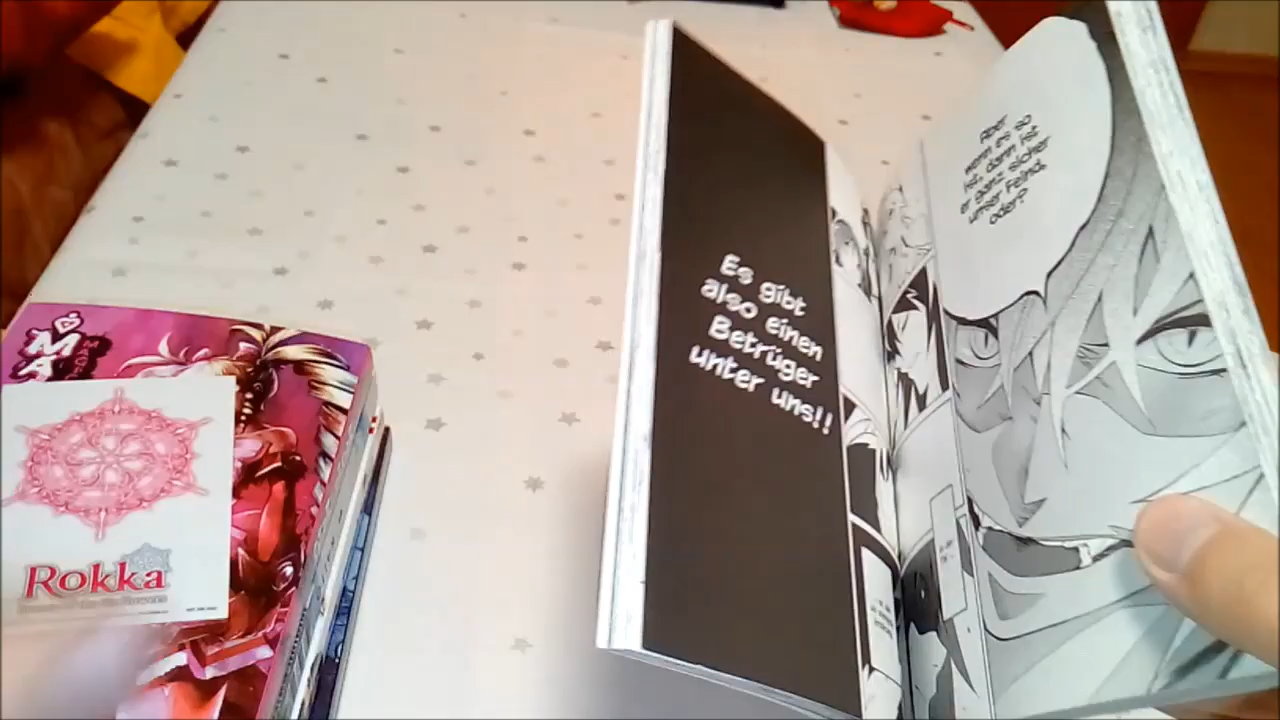 Aber
wenn es so
ist, dann ist
er ganz sicher
unser Feind,
oder?
Es gibt
also einen
Betrüger
unter uns!!
MA
Rokka